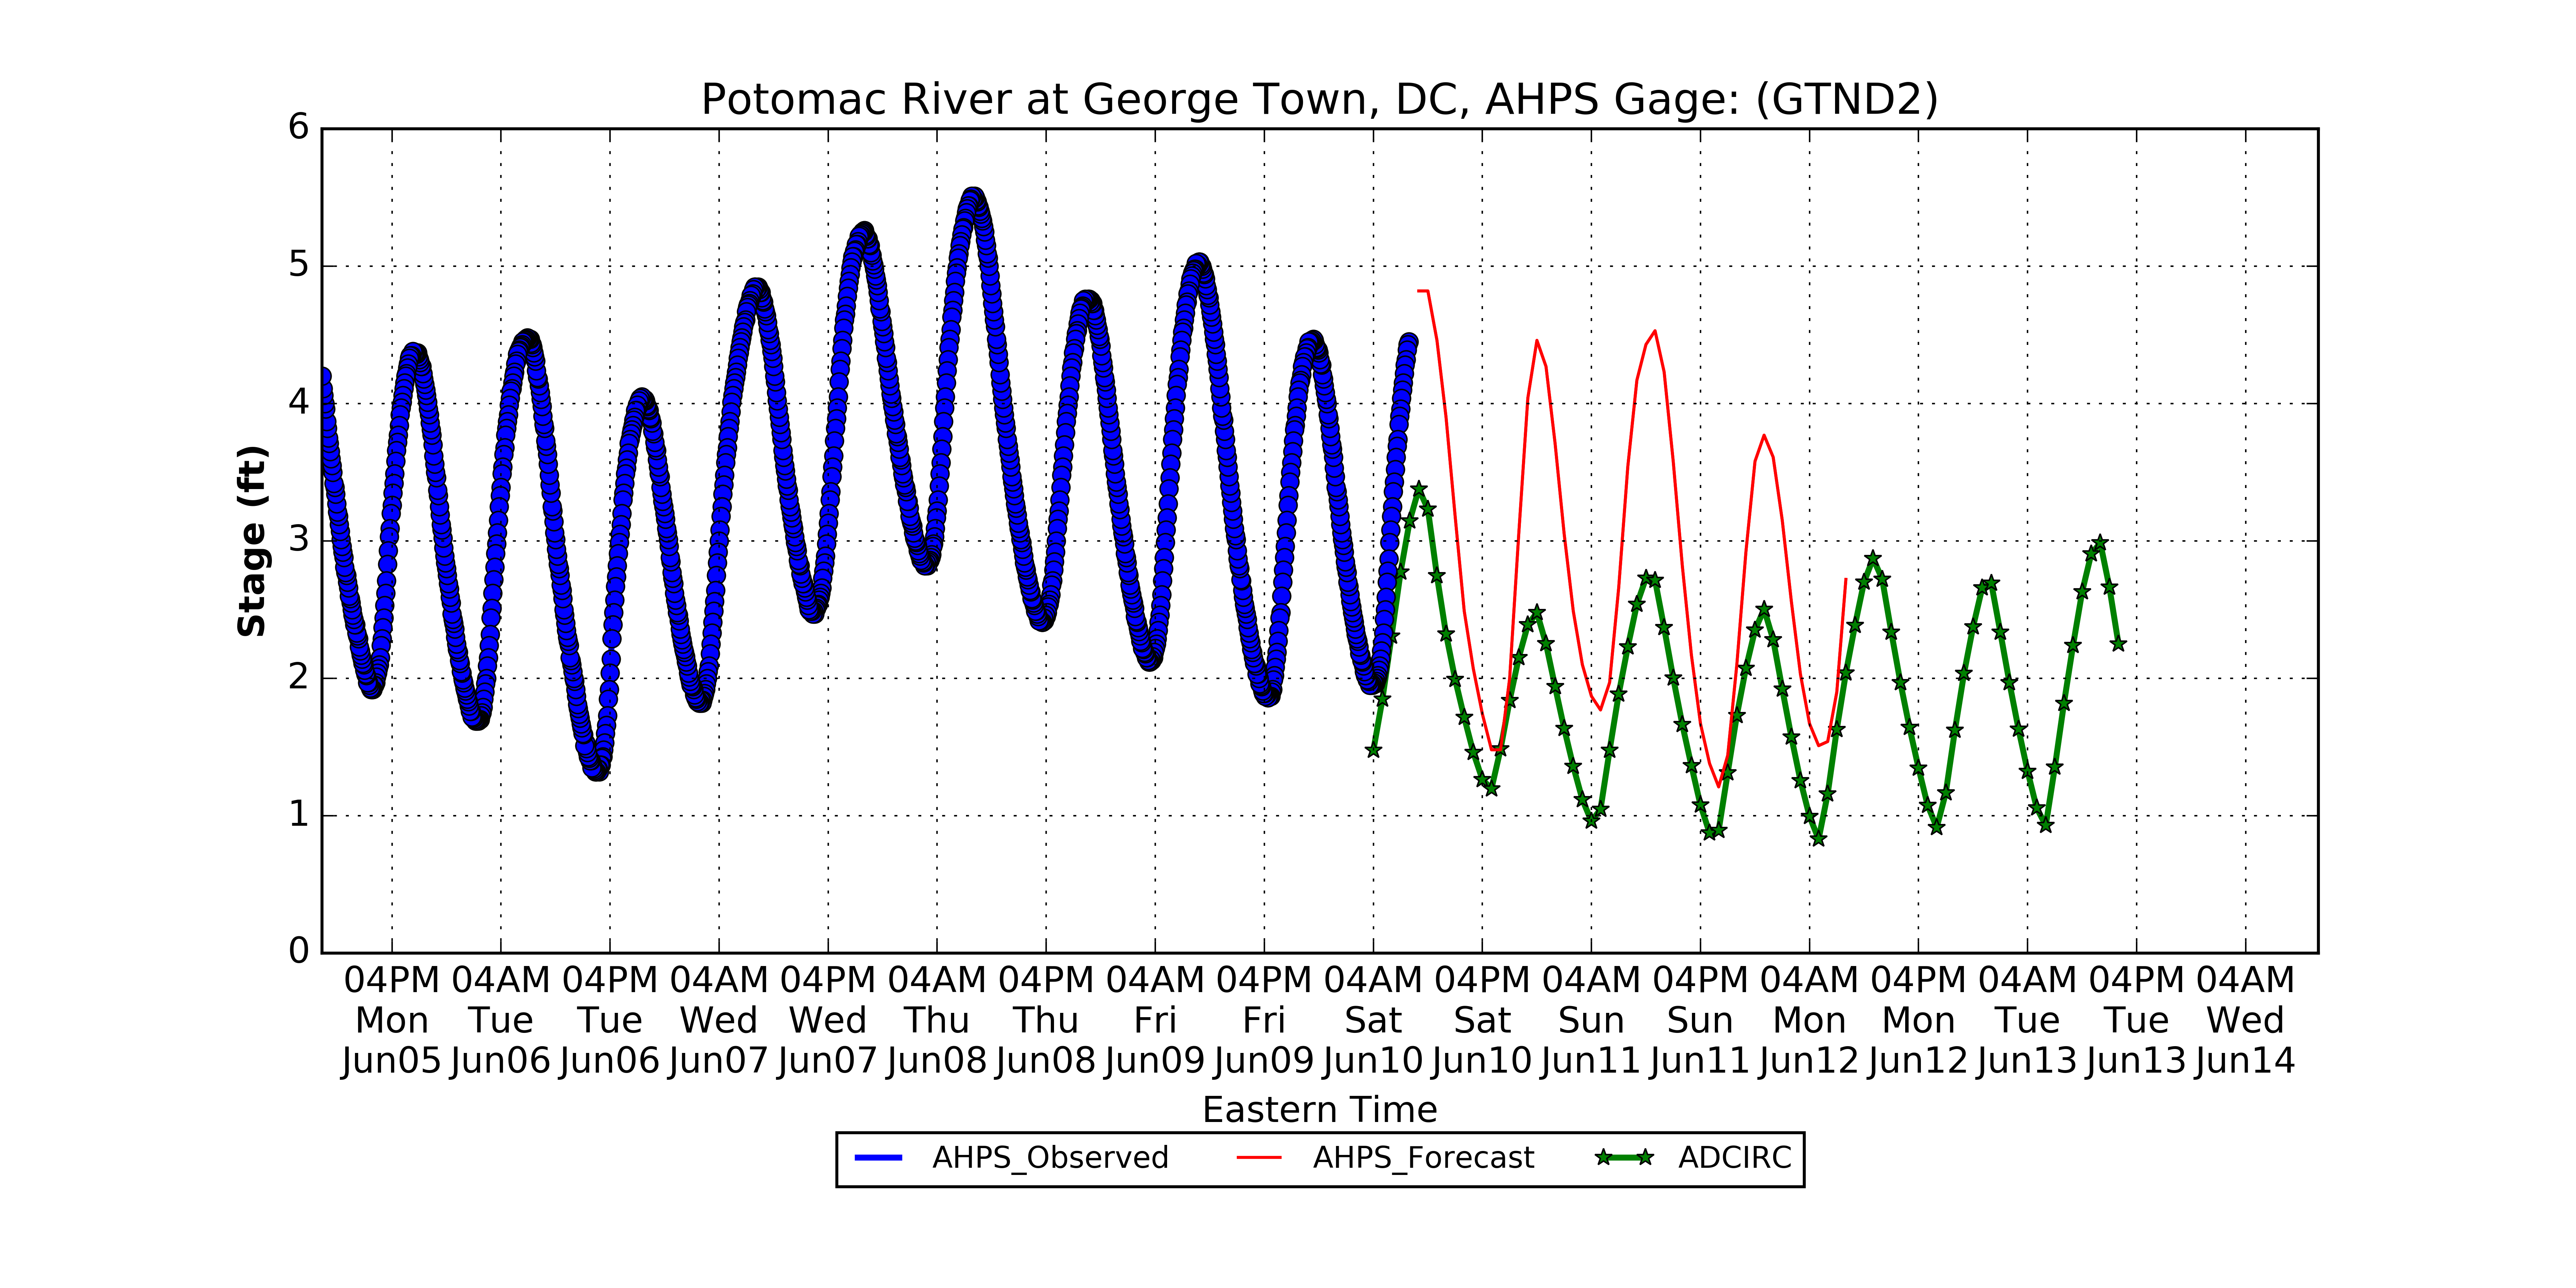 Potomac River at George Town, DC, AHPS Gage: (GTND2)
6
5
4
3
2
1
0
Stage (ft)
04PM 04AM 04PM 04AM 04PM 04AM 04PM 04AM 04PM 04AM 04PM 04AM 04PM 04AM 04PM 04AM 04PM 04AM
Mon Tue Tue Wed Wed Thu Thu Fri Fri Sat Sat Sun Sun Mon Mon Tue Tue Wed
Jun05 Jun06 Jun06 Jun07 Jun07 Jun08 Jun08 Jun09 Jun09 Jun10 Jun10 Jun11 Jun11 Jun12 Jun12 Jun13 Jun13 Jun14
Eastern Time
AHPS_Observed AHPS_Forecast ADCIRC